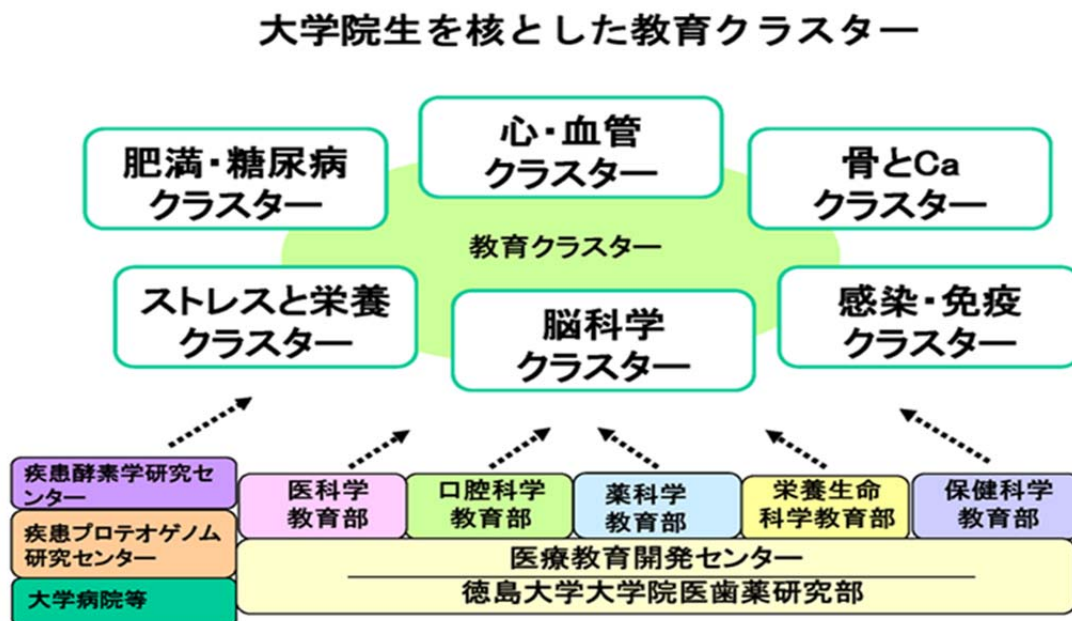 大学院生を核とした教育クラスター
肥満・糖尿病
クラスター
心・血管
クラスター
骨とCa
クラスター
教育クラスター
ストレスと栄養
クラスター
脳科学
クラスター
感染・免疫
クラスター
疾患酵素学研究セ
ンター
疾患プロテオゲノム
研究センター
大学病院等
医科学
教育部
口腔科学
教育部
薬科学
教育部
栄養生命
科学教育部
保健科学
教育部
医療教育開発センター
徳島大学大学院医歯薬研究部